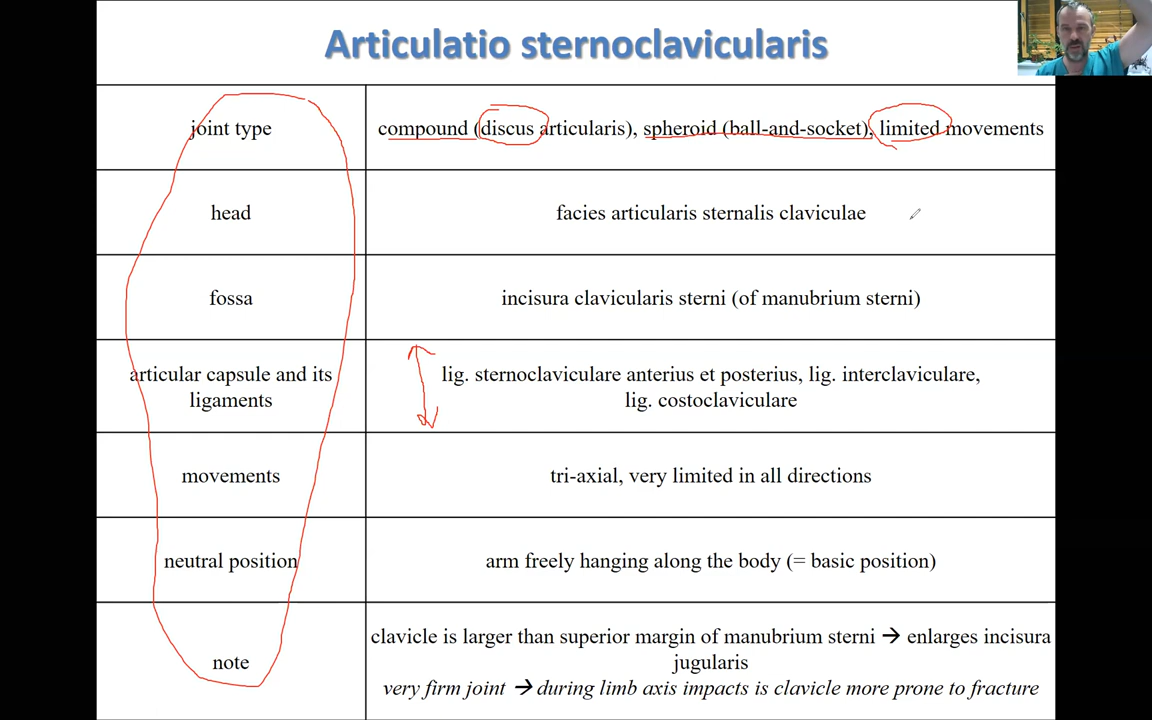 Articulatio sternoclavicularis
joint type
compound (discus articularis), spheroid (ball-and-socket), limited movements
head
facies articularis sternalis claviculae
fossa
incisura clavicularis sterni (of manubrium sterni)
articular capsule and its
ligaments
lig. sternoclaviculare anterius et posterius, lig. interclaviculare,
lig. costoclaviculare
movements
tri-axial, very limited in all directions
neutral position
arm freely hanging along the body (= basic position)
note
clavicle is larger than superior margin of manubrium sterni → enlarges incisura
jugularis
very firm joint → during limb axis impacts is clavicle more prone to fracture